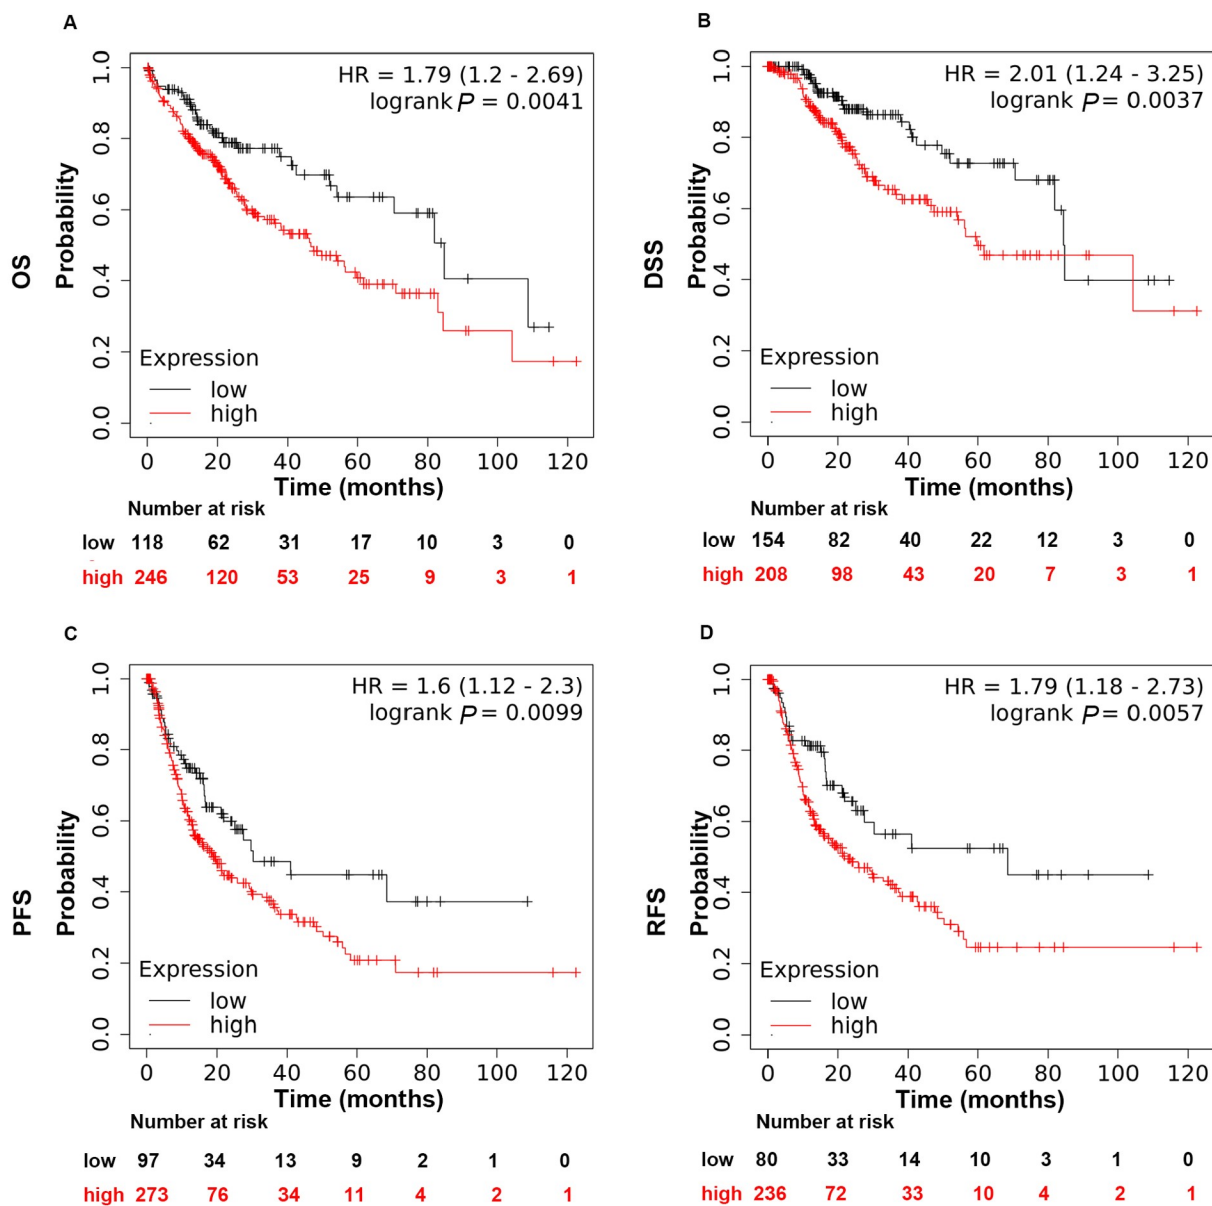 A
OS
Probability
1.0
0.8
0.6
0.4
0.2
0.0
HR = 1.79 (1.2 - 2.69)
logrank P = 0.0041
Expression
low
high
0 20 40 60 80 100 120
Time (months)
Number at risk
low 118 62 31 17 10 3 0
high 246 120 53 25 9 3 1
B
DSS
Probability
1.0
0.8
0.6
0.4
0.2
0.0
HR = 2.01 (1.24 - 3.25)
logrank P = 0.0037
Expression
low
high
0 20 40 60 80 100 120
Time (months)
Number at risk
low 154 82 40 22 12 3 0
high 208 98 43 20 7 3 1
C
PFS
Probability
1.0
0.8
0.6
0.4
0.2
0.0
HR = 1.6 (1.12 - 2.3)
logrank P = 0.0099
Expression
low
high
0 20 40 60 80 100 120
Time (months)
Number at risk
low 97 34 13 9 2 1 0
high 273 76 34 11 4 2 1
D
RFS
Probability
1.0
0.8
0.6
0.4
0.2
0.0
HR = 1.79 (1.18 - 2.73)
logrank P = 0.0057
Expression
low
high
0 20 40 60 80 100 120
Time (months)
Number at risk
low 80 33 14 10 3 1 0
high 236 72 33 10 4 2 1